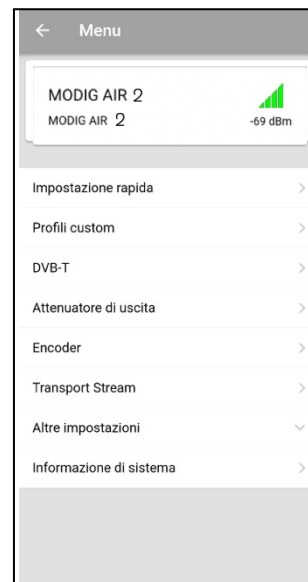 Menu
MODIG AIR 2
MODIG AIR 2
-69 dBm
Impostazione rapida
Profili custom
DVB-T
Attenuatore di uscita
Encoder
Transport Stream
Altre impostazioni
Informazione di sistema